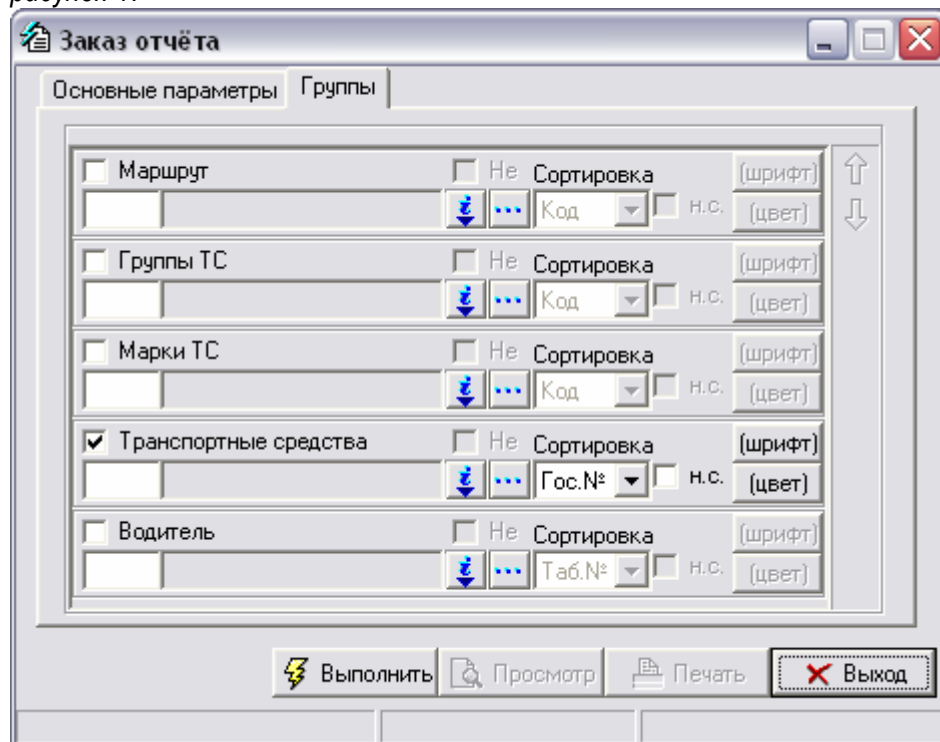 Заказ отчёта
Основные параметры Группы
Маршрут Не Сортировка (шрифт)
Код н.с. (цвет)
Группы ТС Не Сортировка (шрифт)
Код н.с. (цвет)
Марки ТС Не Сортировка (шрифт)
Код н.с. (цвет)
Транспортные средства Не Сортировка (шрифт)
Гос.№ н.с. (цвет)
Водитель Не Сортировка (шрифт)
Таб.№ н.с. (цвет)
Выполнить Просмотр Печать Выход